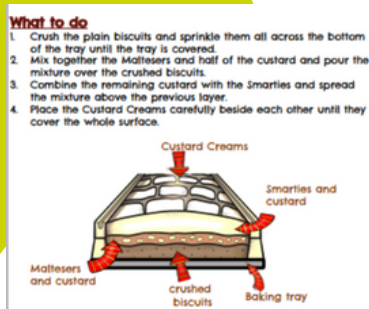 What to do
1. Crush the plain biscuits and sprinkle them all across the bottom
of the tray until the tray is covered.
2. Mix together the Maltesers and half of the custard and pour the
mixture over the crushed biscuits.
3. Combine the remaining custard with the Smarties and spread
the mixture above the previous layer.
4. Place the Custard Creams carefully beside each other until they
cover the whole surface.
Custard Creams
Smarties and
custard
Maltesers
and custard
crushed
biscuits
Baking tray